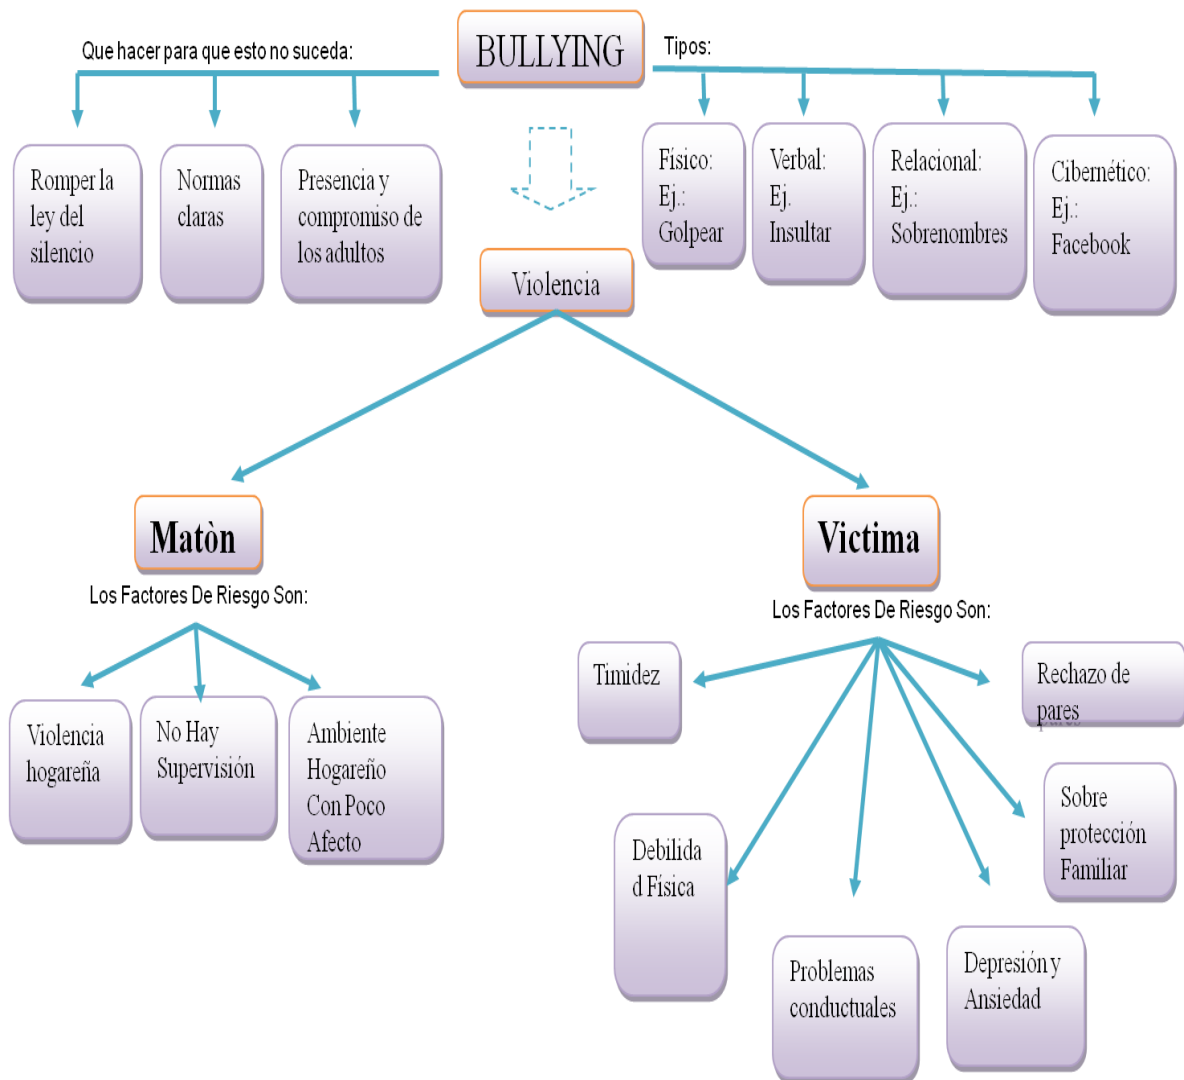 BULLYING
Que hacer para que esto no suceda:
Tipos:
Romper la
ley del
silencio
Normas
claras
Presencia y
compromiso de
los adultos
Físico:
Ej.:
Golpear
Verbal:
Ej.
Insultar
Relacional:
Ej.:
Sobrenombres
Cibernético:
Ej.:
Facebook
Violencia
Matòn
Los Factores De Riesgo Son:
Violencia
hogareña
No Hay
Supervisión
Ambiente
Hogareño
Con Poco
Afecto
Victima
Los Factores De Riesgo Son:
Timidez
Rechazo de
pares
Sobre
protección
Familiar
Debilida
d Física
Problemas
conductuales
Depresión y
Ansiedad